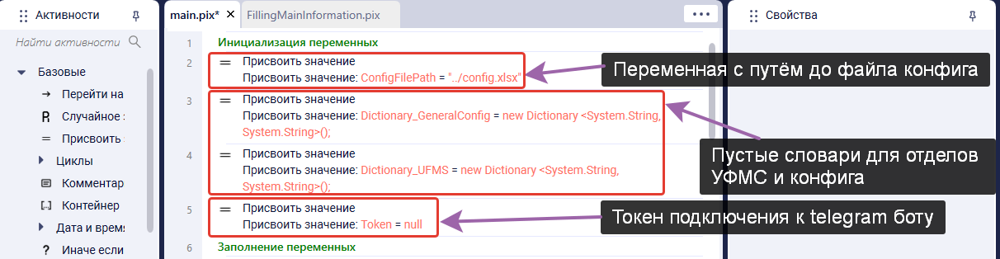 Активности
main.pix*
FillingMainInformation.pix
Свойства
Найти активности
Базовые
Перейти на
Случайное з
Присвоить з
Циклы
Комментар
Контейнер
Дата и время
Иначе если
1 Инициализация переменных
2 Присвоить значение
Присвоить значение: ConfigFilePath = "../config.xlsx"
3 Присвоить значение
Присвоить значение: Dictionary_GeneralConfig = new Dictionary <System.String,
System.String>();
4 Присвоить значение
Присвоить значение: Dictionary_UFMS = new Dictionary <System.String,
System.String>();
5 Присвоить значение
Присвоить значение: Token = null
6 Заполнение переменных
Переменная с путём до файла конфига
Пустые словари для отделов
УФМС и конфига
Токен подключения к telegram боту